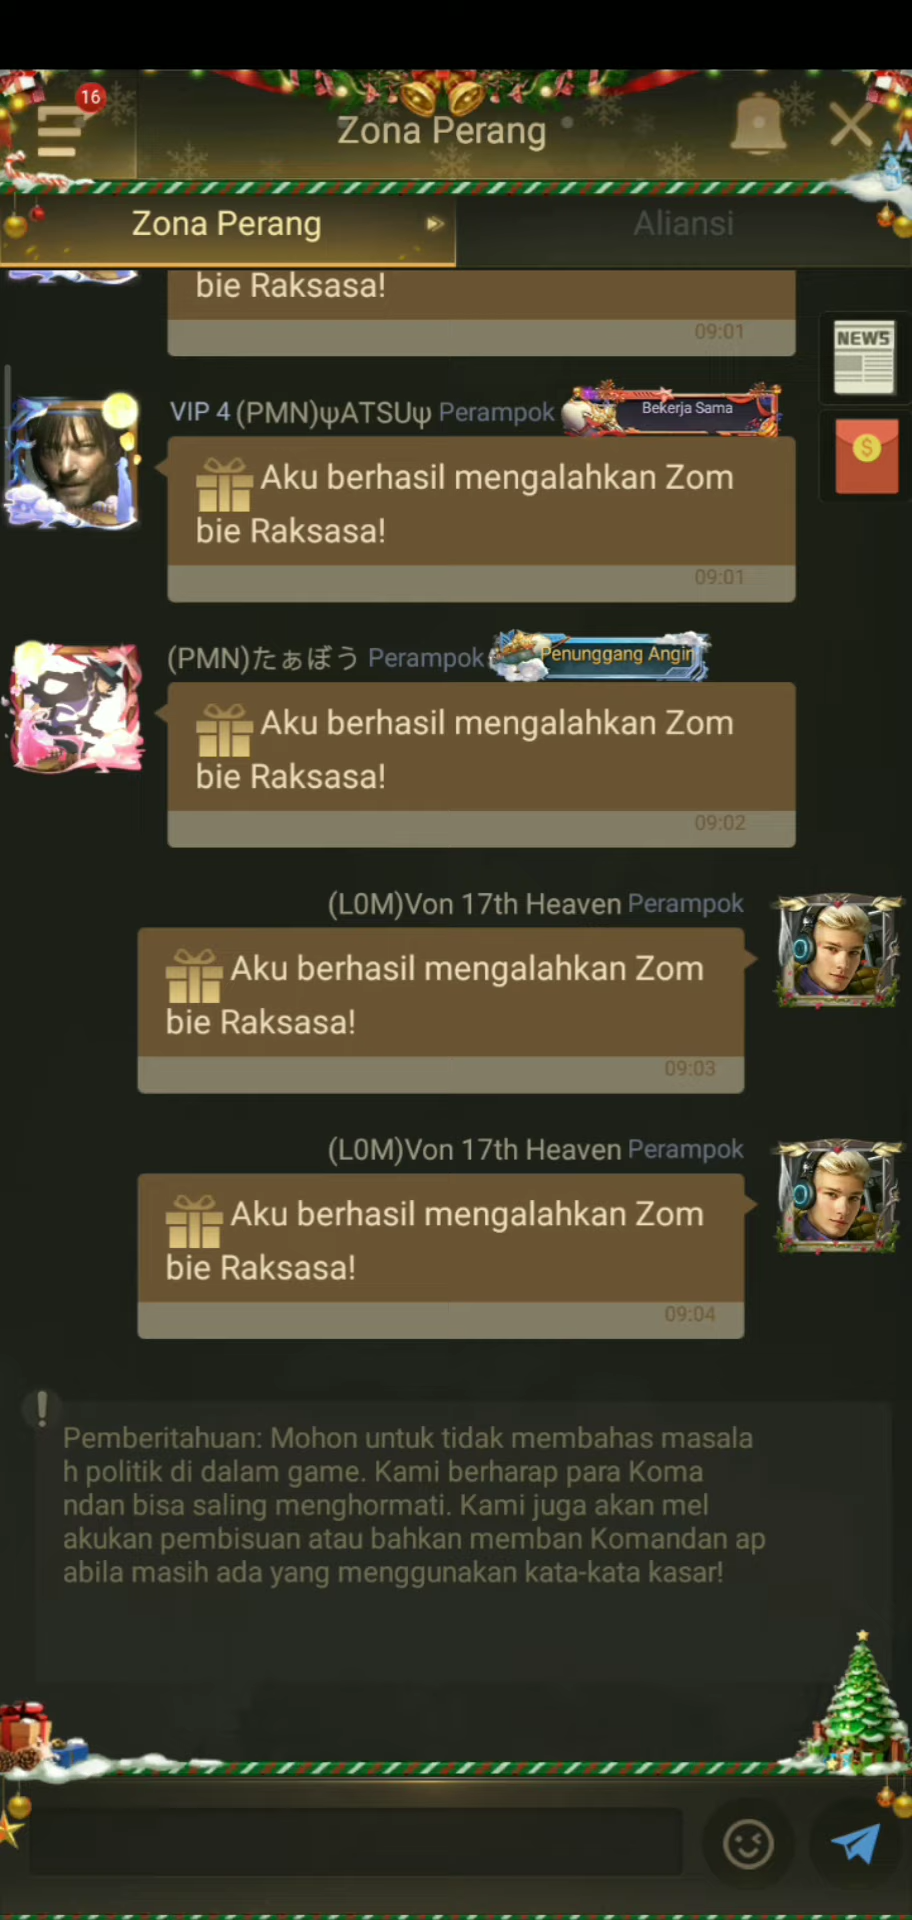 16
Zona Perang
Zona Perang
Aliansi
bie Raksasa!
09:01
NEWS
$
VIP 4 (PMN)ψATSUψ Perampok Bekerja Sama
Aku berhasil mengalahkan Zom
bie Raksasa!
09:01
(PMN)たぁぼう Perampok Penunggang Angin
Aku berhasil mengalahkan Zom
bie Raksasa!
09:02
(L0M)Von 17th Heaven Perampok
Aku berhasil mengalahkan Zom
bie Raksasa!
09:03
(L0M)Von 17th Heaven Perampok
Aku berhasil mengalahkan Zom
bie Raksasa!
09:04
Pemberitahuan: Mohon untuk tidak membahas masala
h politik di dalam game. Kami berharap para Koma
ndan bisa saling menghormati. Kami juga akan mel
akukan pembisuan atau bahkan memban Komandan ap
abila masih ada yang menggunakan kata-kata kasar!